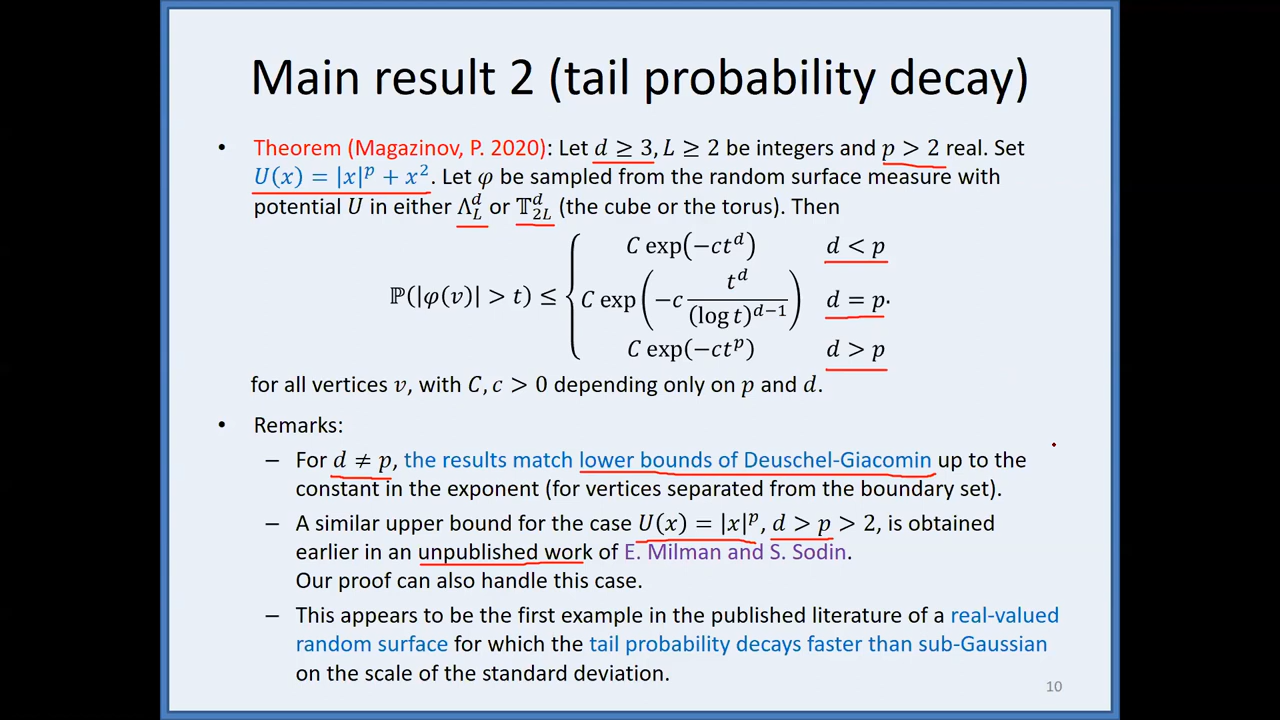 Main result 2 (tail probability decay)
• Theorem (Magazinov, P. 2020): Let d ≥ 3, L ≥ 2 be integers and p > 2 real. Set
U(x) = |x|^p + x^2. Let φ be sampled from the random surface measure with
potential U in either Λ_L^d or 𝕋_{2L}^d (the cube or the torus). Then
ℙ(|φ(v)| > t) ≤ { C exp(−ct^d) d < p
C exp(−c t^d / (log t)^{d−1}) d = p.
C exp(−ct^p) d > p
for all vertices v, with C, c > 0 depending only on p and d.
• Remarks:
– For d ≠ p, the results match lower bounds of Deuschel-Giacomin up to the
constant in the exponent (for vertices separated from the boundary set).
– A similar upper bound for the case U(x) = |x|^p, d > p > 2, is obtained
earlier in an unpublished work of E. Milman and S. Sodin.
Our proof can also handle this case.
– This appears to be the first example in the published literature of a real-valued
random surface for which the tail probability decays faster than sub-Gaussian
on the scale of the standard deviation.
10